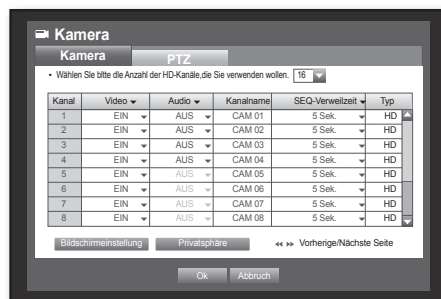 Kamera
Kamera PTZ
• Wählen Sie bitte die Anzahl der HD-Kanäle,die Sie verwenden wollen. 16
Kanal Video Audio Kanalname SEQ-Verweilzeit Typ
1 EIN AUS CAM 01 5 Sek. HD
2 EIN AUS CAM 02 5 Sek. HD
3 EIN AUS CAM 03 5 Sek. HD
4 EIN AUS CAM 04 5 Sek. HD
5 EIN AUS CAM 05 5 Sek. HD
6 EIN AUS CAM 06 5 Sek. HD
7 EIN AUS CAM 07 5 Sek. HD
8 EIN AUS CAM 08 5 Sek. HD
Bildschirmeinstellung Privatsphäre Vorherige/Nächste Seite
Ok Abbruch